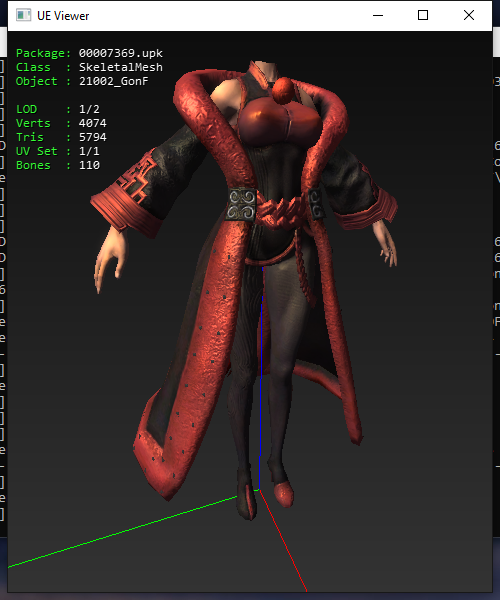 UE Viewer
Package: 00007369.upk
Class : SkeletalMesh
Object : 21002_GonF
LOD : 1/2
Verts : 4074
Tris : 5794
UV Set : 1/1
Bones : 110